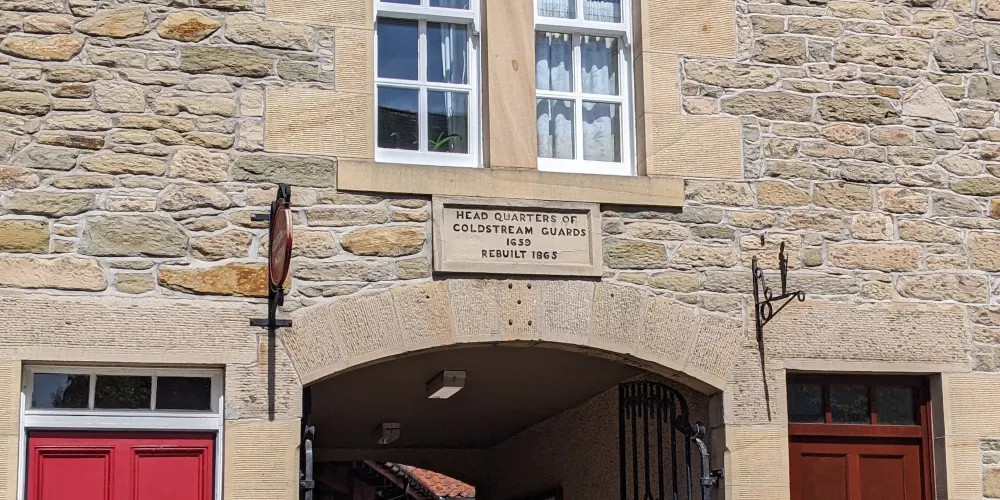 HEAD QUARTERS OF
COLDSTREAM GUARDS
1659
REBUILT 1865